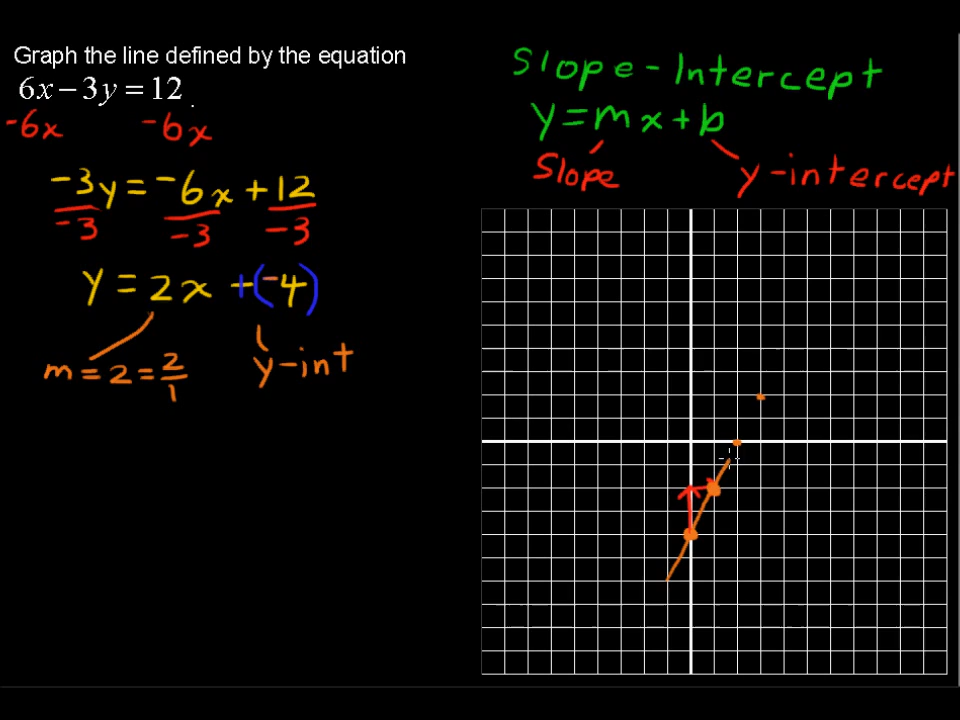 Graph the line defined by the equation
6x − 3y = 12 .
-6x -6x
-3y = -6x + 12
-3 -3 -3
y = 2x +(-4)
m = 2 = 2/1
y-int
Slope-Intercept
y = mx + b
Slope y-intercept